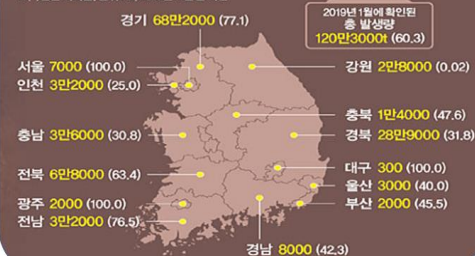 2019년 1월에 확인된
총 발생량
120만3000t (60.3)
경기 68만2000 (77.1)
서울 7000 (100.0)
인천 3만2000 (25.0)
강원 2만8000 (0.02)
충북 1만4000 (47.6)
충남 3만6000 (30.8)
경북 28만9000 (31.8)
전북 6만8000 (63.4)
대구 300 (100.0)
울산 3000 (40.0)
광주 2000 (100.0)
부산 2000 (45.5)
전남 3만2000 (76.5)
경남 8000 (42.3)